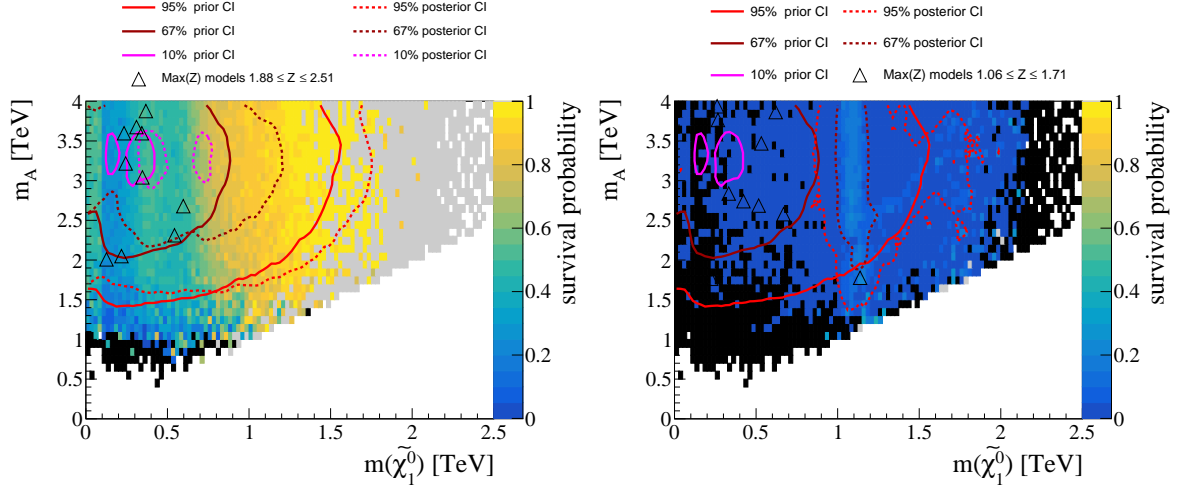 95% prior CI 95% posterior CI
67% prior CI 67% posterior CI
10% prior CI 10% posterior CI
Max(Z) models 1.88 ≤ Z ≤ 2.51
m_A [TeV]
4
3.5
3
2.5
2
1.5
1
0.5
0
0 0.5 1 1.5 2 2.5
m(χ̃₁⁰) [TeV]
1
0.8
0.6
0.4
0.2
0
survival probability
95% prior CI 95% posterior CI
67% prior CI 67% posterior CI
10% prior CI Max(Z) models 1.06 ≤ Z ≤ 1.71
m_A [TeV]
4
3.5
3
2.5
2
1.5
1
0.5
0
0 0.5 1 1.5 2 2.5
m(χ̃₁⁰) [TeV]
1
0.8
0.6
0.4
0.2
0
survival probability